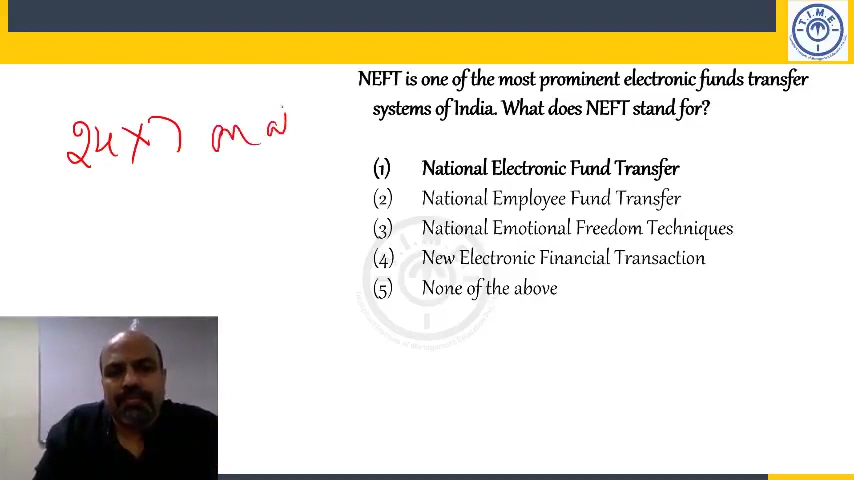 T.I.M.E.
NEFT is one of the most prominent electronic funds transfer
systems of India. What does NEFT stand for?
24x7
(1) National Electronic Fund Transfer
(2) National Employee Fund Transfer
(3) National Emotional Freedom Techniques
(4) New Electronic Financial Transaction
(5) None of the above